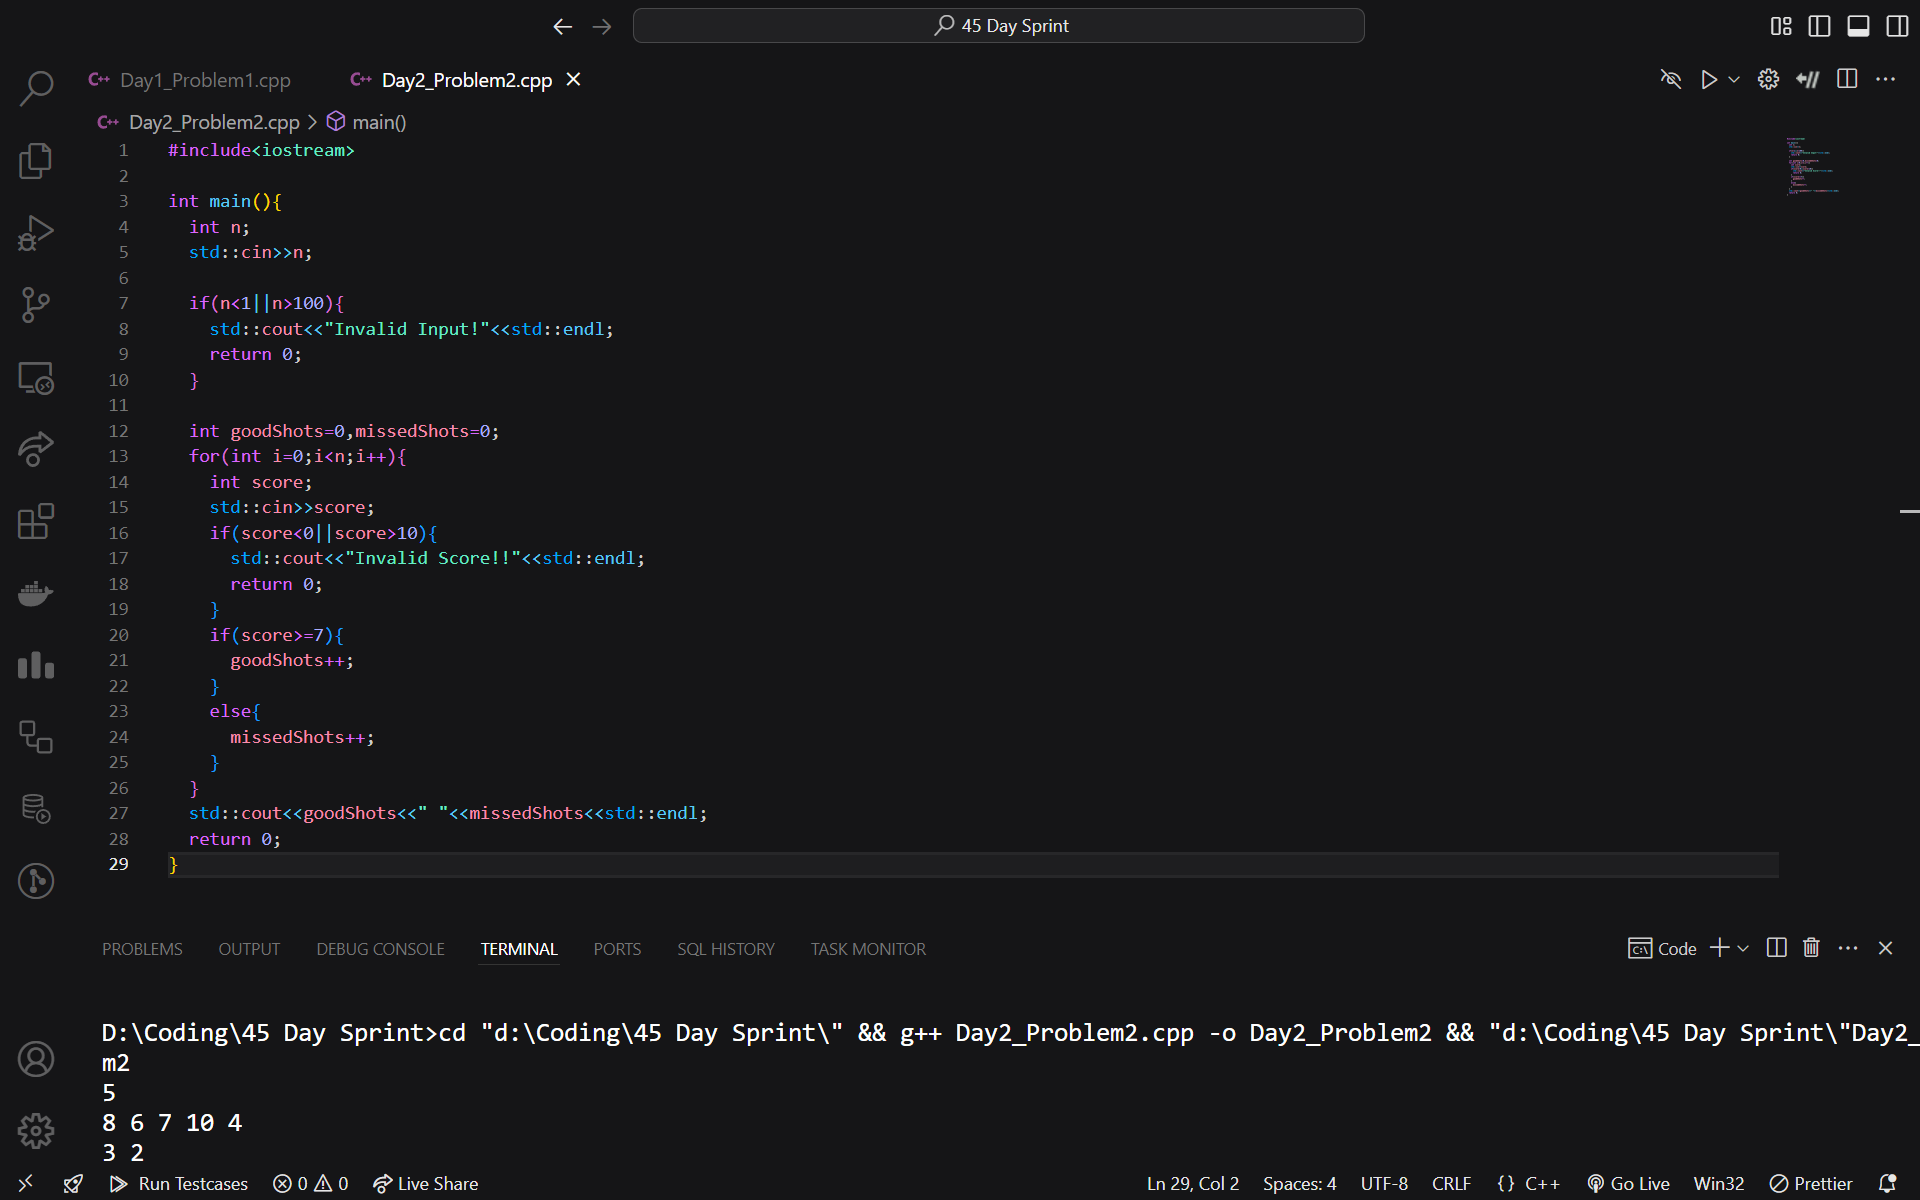 45 Day Sprint
C++ Day1_Problem1.cpp C++ Day2_Problem2.cpp
C++ Day2_Problem2.cpp > main()
1 #include<iostream>
2
3 int main(){
4 int n;
5 std::cin>>n;
6
7 if(n<1||n>100){
8 std::cout<<"Invalid Input!"<<std::endl;
9 return 0;
10 }
11
12 int goodShots=0,missedShots=0;
13 for(int i=0;i<n;i++){
14 int score;
15 std::cin>>score;
16 if(score<0||score>10){
17 std::cout<<"Invalid Score!!"<<std::endl;
18 return 0;
19 }
20 if(score>=7){
21 goodShots++;
22 }
23 else{
24 missedShots++;
25 }
26 }
27 std::cout<<goodShots<<" "<<missedShots<<std::endl;
28 return 0;
29 }
PROBLEMS OUTPUT DEBUG CONSOLE TERMINAL PORTS SQL HISTORY TASK MONITOR Code
D:\Coding\45 Day Sprint>cd "d:\Coding\45 Day Sprint\" && g++ Day2_Problem2.cpp -o Day2_Problem2 && "d:\Coding\45 Day Sprint\"Day2_
m2
5
8 6 7 10 4
3 2
Run Testcases 0 0 Live Share Ln 29, Col 2 Spaces: 4 UTF-8 CRLF {} C++ Go Live Win32 Prettier